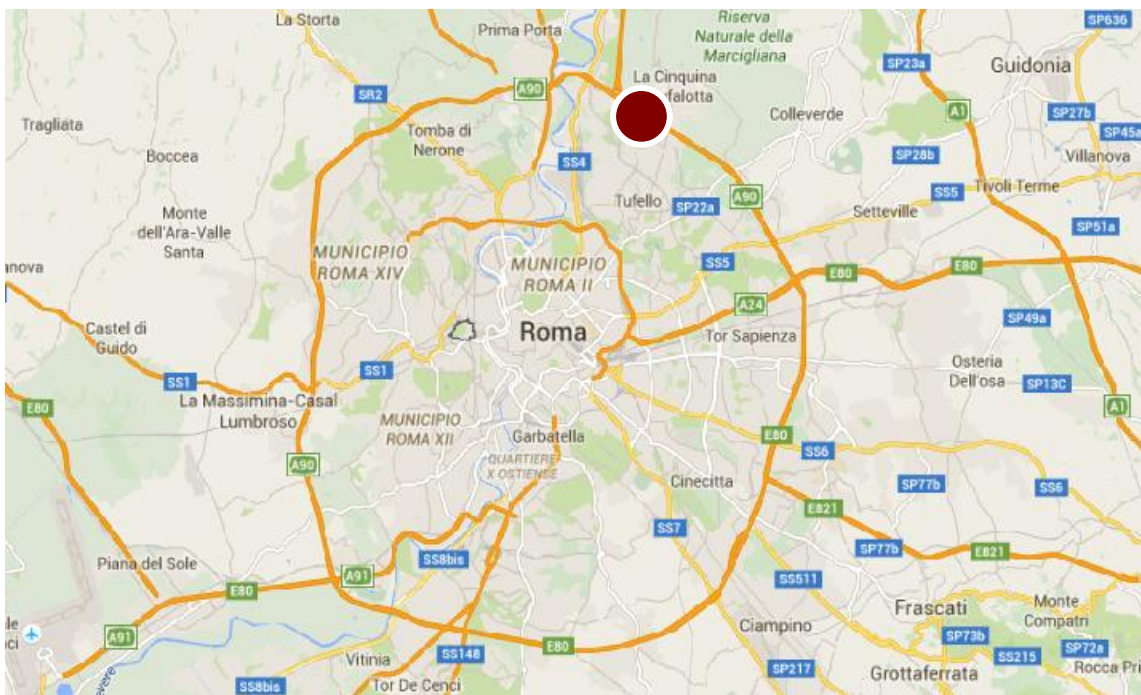 La Storta
Prima Porta
Riserva
Naturale della
Marcigliana
SP636
SP23a
Guidonia
La Cinquina
A90
SR2
A1
Colleverde
SP27b
Tragliata
Tomba di
Nerone
SP45a
Boccea
SS4
SP28b
Villanova
Tufello
SP22a
A90
SS5
Tivoli Terme
Setteville
Monte
dell'Ara-Valle
Santa
SP51a
MUNICIPIO
ROMA XIV
MUNICIPIO
ROMA II
SS5
E80
E80
A24
Castel di
Guido
Roma
Tor Sapienza
SP49a
SS1
SS1
Osteria
Dell'osa
SP13C
La Massimina-Casal
Lumbroso
E80
A1
MUNICIPIO
ROMA XII
Garbatella
E80
SS6
QUARTIERE
X OSTIENSE
A90
Cinecitta
SP77b
SS6
E821
SS7
SP77b
E821
Piana del Sole
SS8bis
A91
E80
SS511
Frascati
Monte
Compatri
Ciampino
A91
SP73b
SS215
SP72a
E80
Vitinia
SS148
SP217
Grottaferrata
Rocca Pri
SS8bis
Tor De Cenci